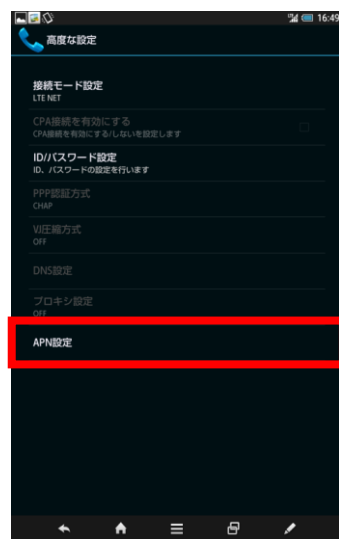 16:49
高度な設定
接続モード設定
LTE NET
CPA接続を有効にする
CPA接続を有効にする/しないを設定します
ID/パスワード設定
ID、パスワードの設定を行います
PPP認証方式
CHAP
VJ圧縮方式
OFF
DNS設定
プロキシ設定
OFF
APN設定